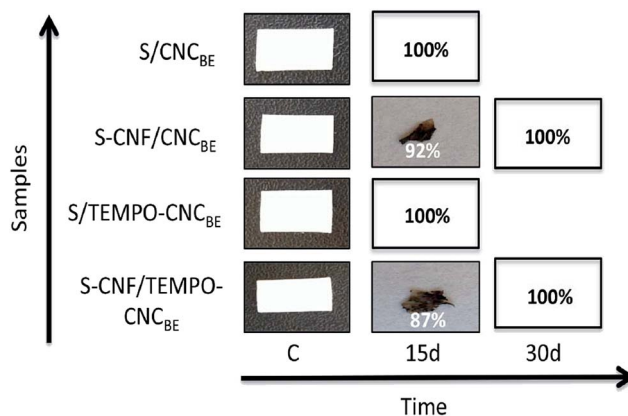 S/CNC_BE
100%
S-CNF/CNC_BE
92%
100%
S/TEMPO-CNC_BE
100%
S-CNF/TEMPO-
CNC_BE
87%
100%
C
15d
30d
Samples
Time